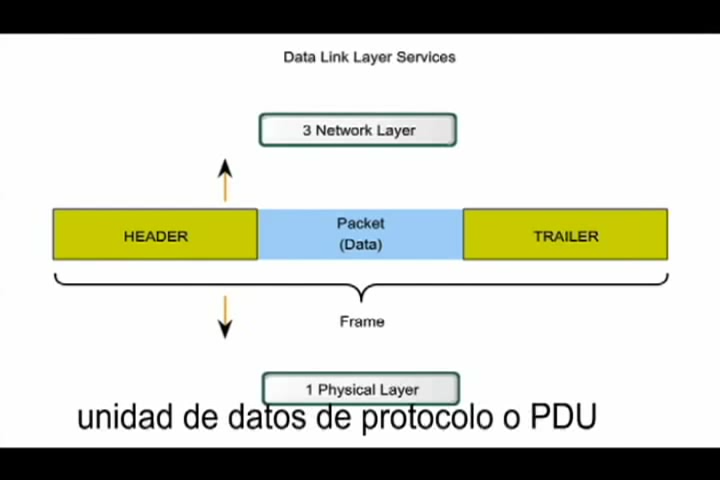 Data Link Layer Services
3 Network Layer
HEADER
Packet
(Data)
TRAILER
Frame
1 Physical Layer
unidad de datos de protocolo o PDU